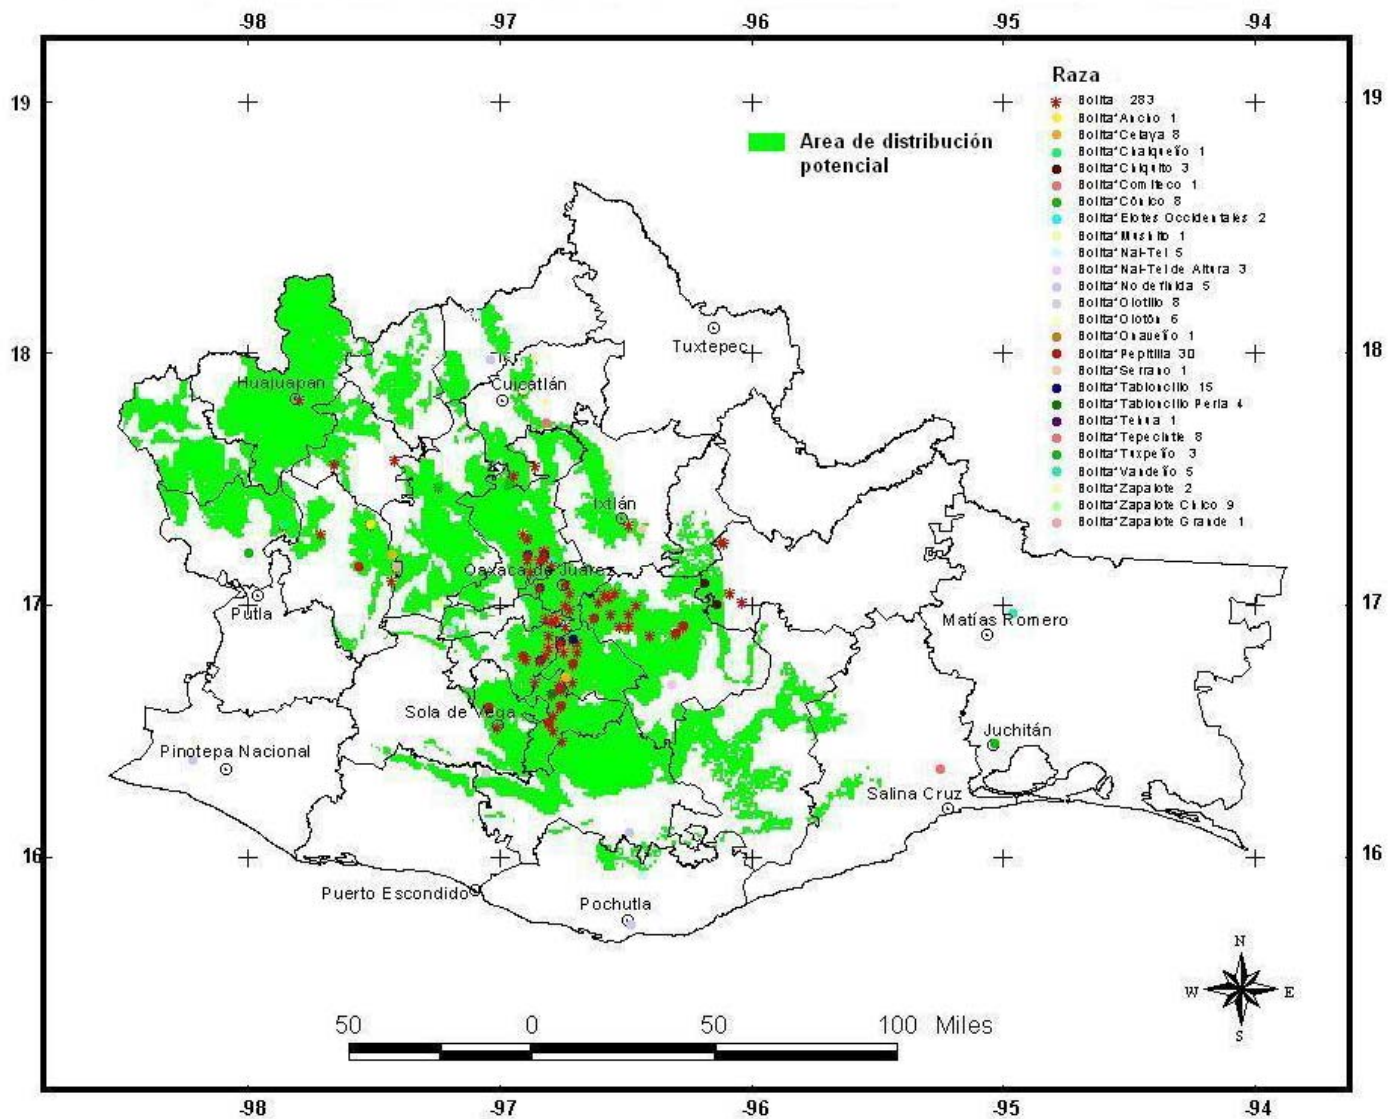 -98 -97 -96 -95 -94
Raza
19 19
Bolita 283
Bolita*Ancho 1
Bolita*Celaya 8
Bolita*Chalqueño 1
Area de distribución
potencial
Bolita*Chiquito 3
Bolita*Comiteco 1
Bolita*Cónico 8
Bolita*Elotes Occidentales 2
Bolita*Mushito 1
Bolita*Nal-Tel 5
Bolita*Nal-Tel de Altura 3
Bolita*No definida 5
Bolita*Olotillo 8
Bolita*Olotón 6
Bolita*Onaveño 1
Bolita*Pepitilla 30
Bolita*Serrano 1
Bolita*Tabloncillo 15
Bolita*Tabloncillo Perla 4
Bolita*Tehua 1
Bolita*Tepecintle 8
Bolita*Tuxpeño 3
Bolita*Vandeño 5
Bolita*Zapalote 2
Bolita*Zapalote Chico 9
Bolita*Zapalote Grande 1
Tuxtepec
18 18
Huajuapan
Cuicatlán
Ixtlán
Oaxaca de Juárez
17 17
Putla
Matías Romero
Sola de Vega
Juchitán
Pinotepa Nacional
Salina Cruz
16 16
Puerto Escondido
Pochutla
N
W E
S
50 0 50 100 Miles
-98 -97 -96 -95 -94